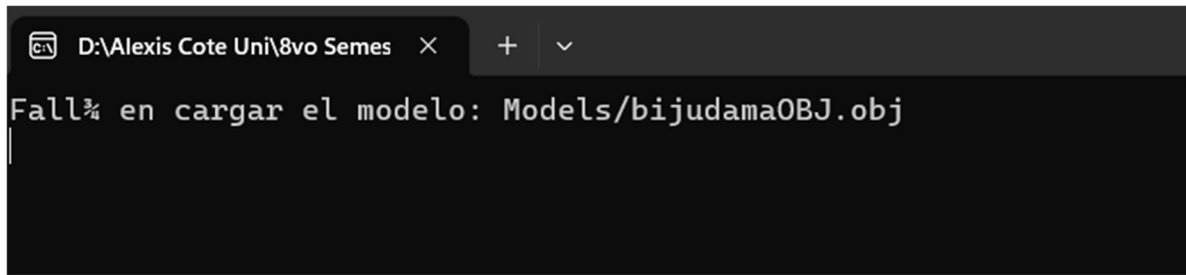 D:\Alexis Cote Uni\8vo Semes
Fall¾ en cargar el modelo: Models/bijudamaOBJ.obj